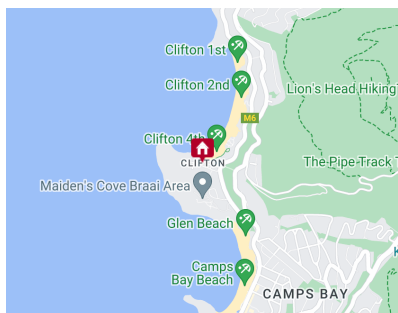 Clifton 1st
Clifton 2nd
Lion's Head Hiking
M6
Clifton 4th
CLIFTON
The Pipe Track T
Maiden's Cove Braai Area
Glen Beach
K
Camps
Bay Beach
CAMPS BAY